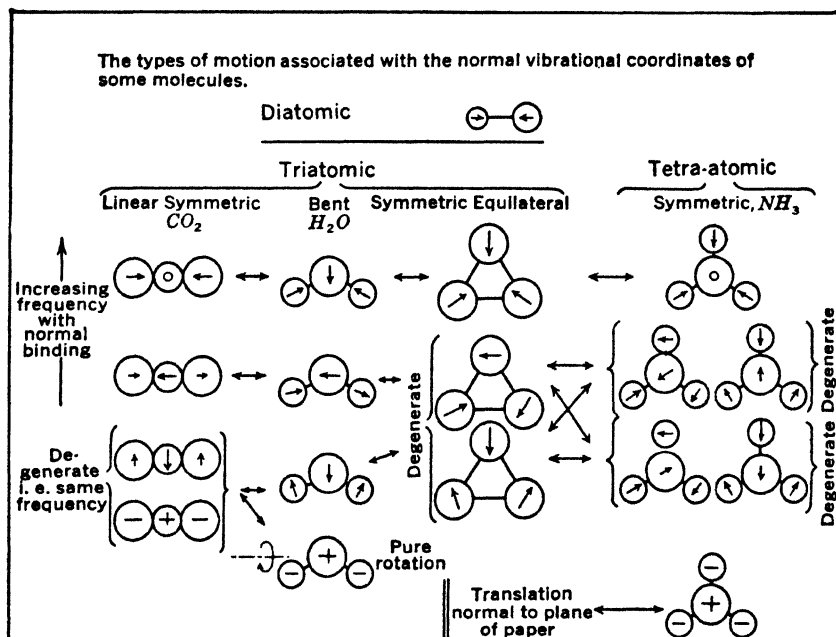 The types of motion associated with the normal vibrational coordinates of
some molecules.
Diatomic
Triatomic
Tetra-atomic
Linear Symmetric
CO₂
Bent
H₂O
Symmetric Equilateral
Symmetric, NH₃
Increasing
frequency
with
normal
binding
Degenerate
Degenerate
Degenerate
De-
generate
i. e. same
frequency
Pure
rotation
Translation
normal to plane
of paper